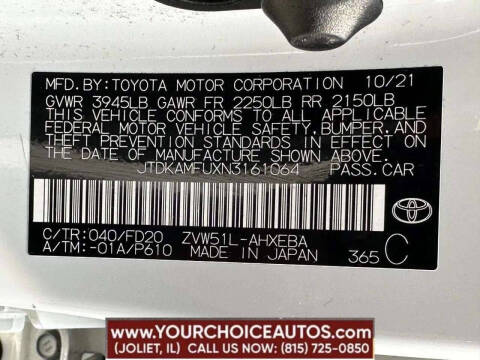 MFD.BY: TOYOTA MOTOR CORPORATION 10/21
GVWR 3945LB GAWR FR 2250LB RR 2150LB
THIS VEHICLE CONFORMS TO ALL APPLICABLE
FEDERAL MOTOR VEHICLE SAFETY, BUMPER, AND
THEFT PREVENTION STANDARDS IN EFFECT ON
THE DATE OF MANUFACTURE SHOWN ABOVE.
JTDKAMFUXN3161064 PASS.CAR
C/TR:040/FD20 ZVW51L-AHXEBA
A/TM:-01A/P610 MADE IN JAPAN 365 C
WWW.YOURCHOICEAUTOS.COM
(JOLIET, IL) CALL/TEXT: (815) 725-0850